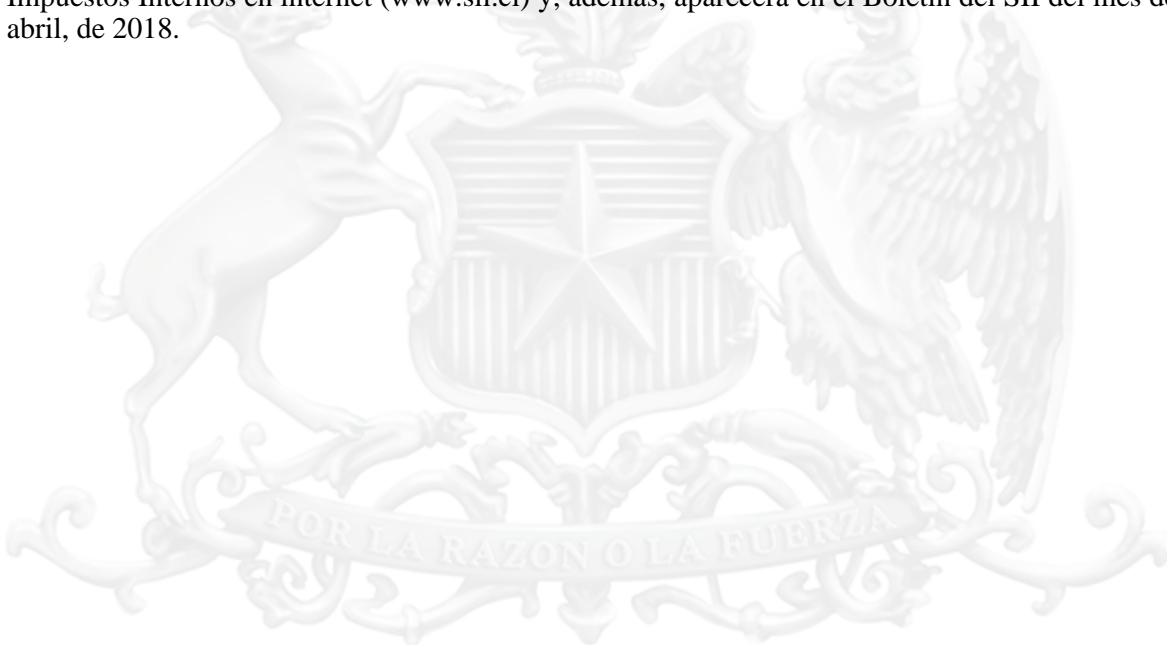 Impuestos Internos en internet (www.sii.cl) y, además, aparecerá en el Boletín del SII del mes de
abril, de 2018.
POR LA RAZON O LA FUERZA